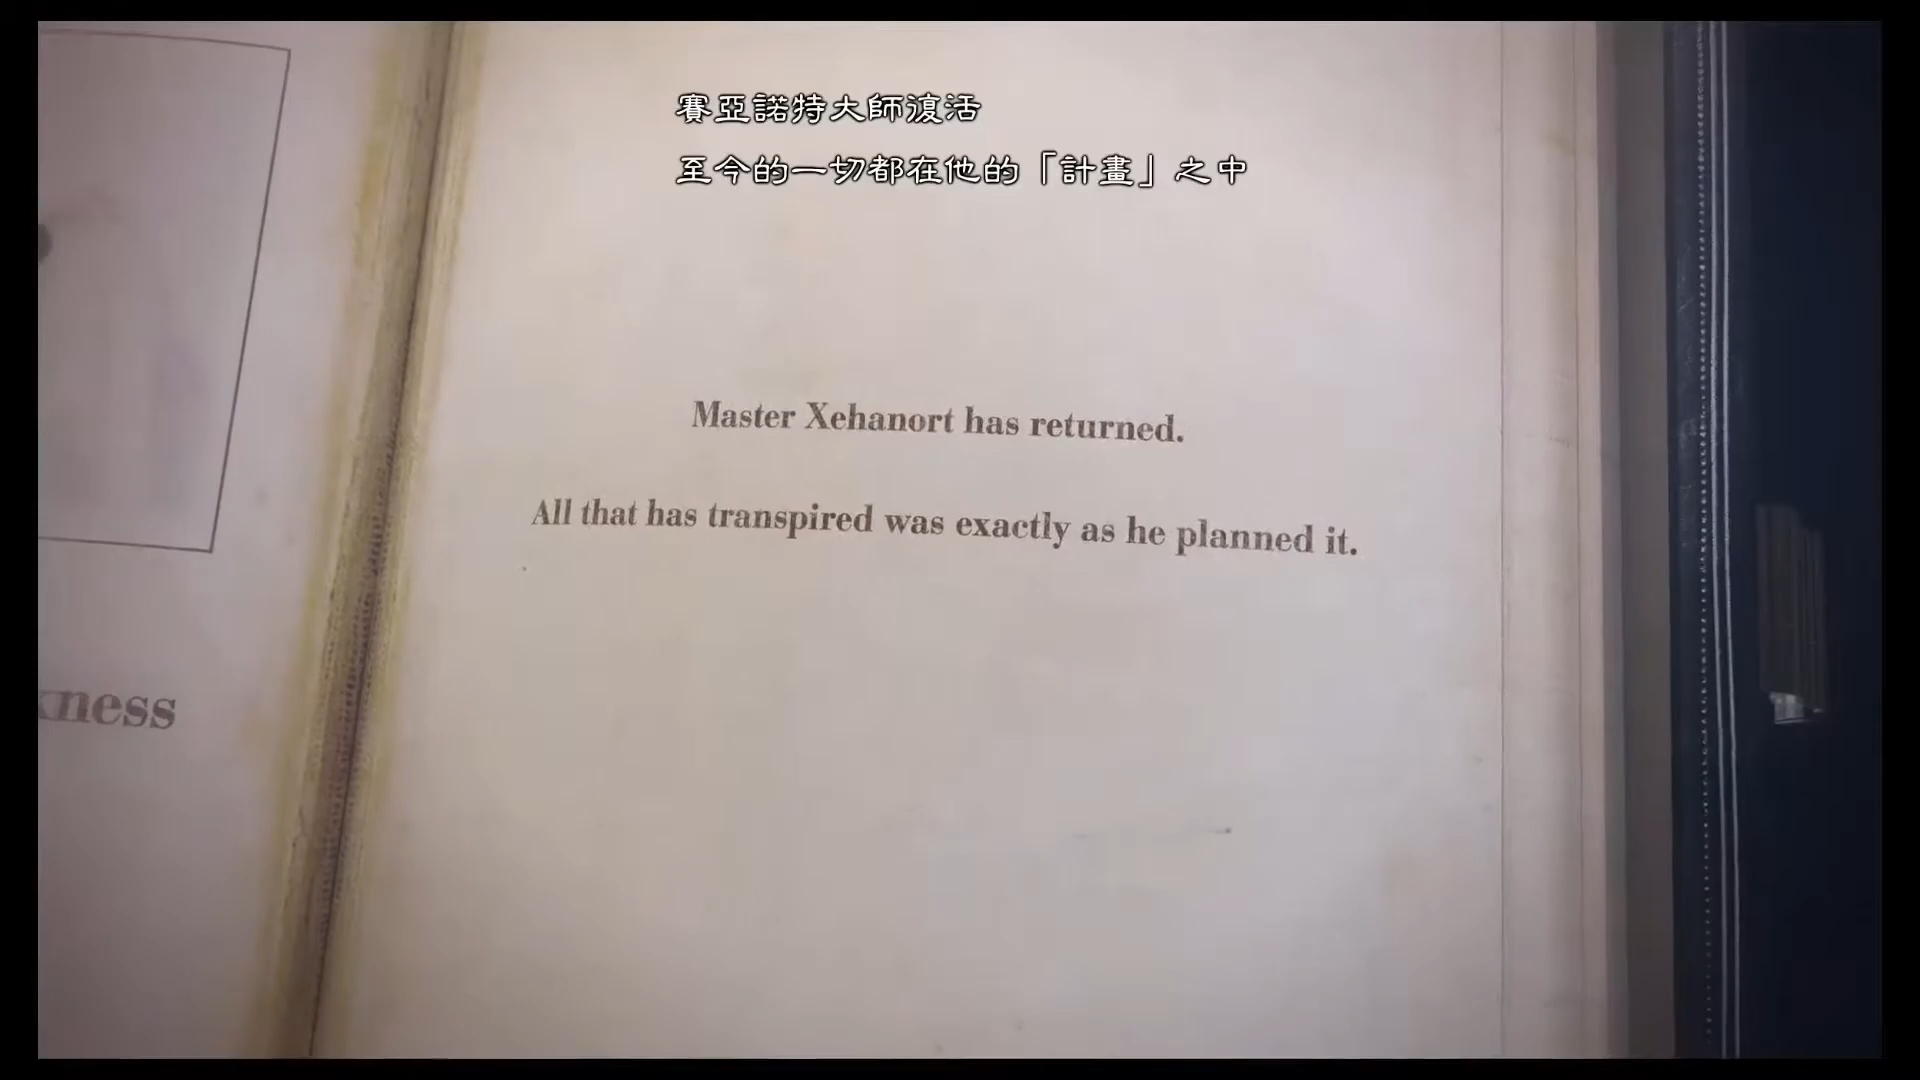 賽亞諾特大師復活
至今的一切都在他的「計畫」之中
Master Xehanort has returned.
All that has transpired was exactly as he planned it.
ness